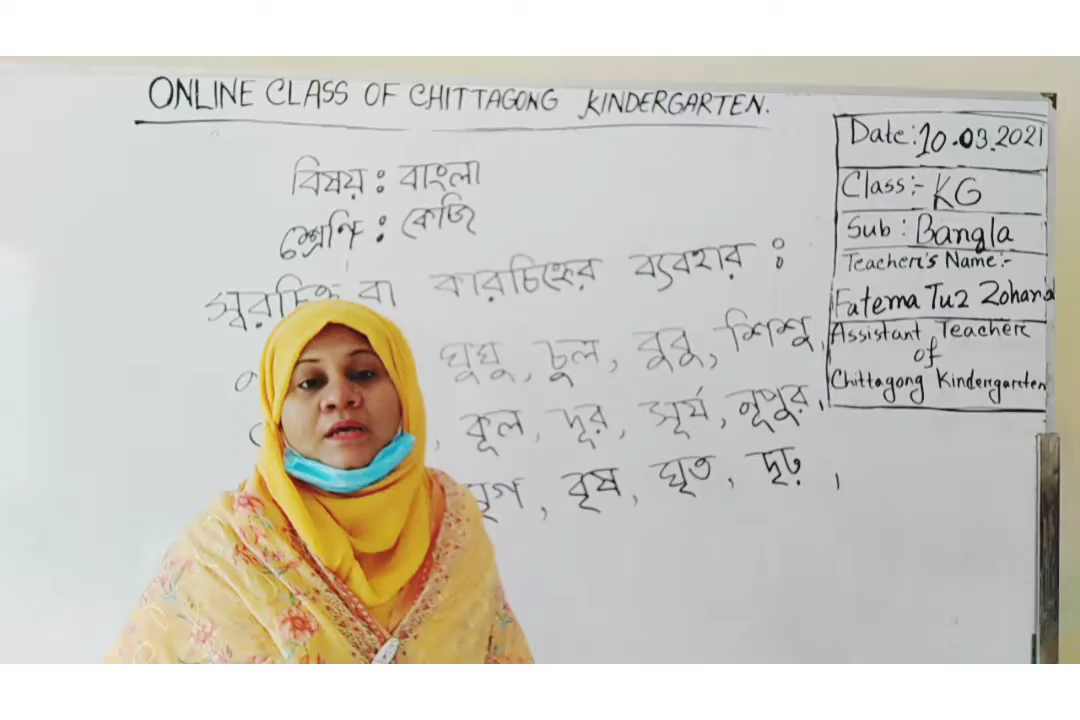 ONLINE CLASS OF CHITTAGONG KINDERGARTEN.
বিষয় : বাংলা
শ্রেণি : কেজি
স্বরচিহ্ন বা কারচিহ্নের ব্যবহার :
ঘুঘু, চুল, বুবু, শিশু,
, কূল, দূর, সূর্য, নূপুর,
মৃগ, বৃষ, ঘৃত, দৃঢ়,
Date: 10.03.2021
Class:- KG
Sub : Bangla
Teacher's Name:-
Fatema Tuz Zohara
Assistant Teacher
of
Chittagong Kindergarten